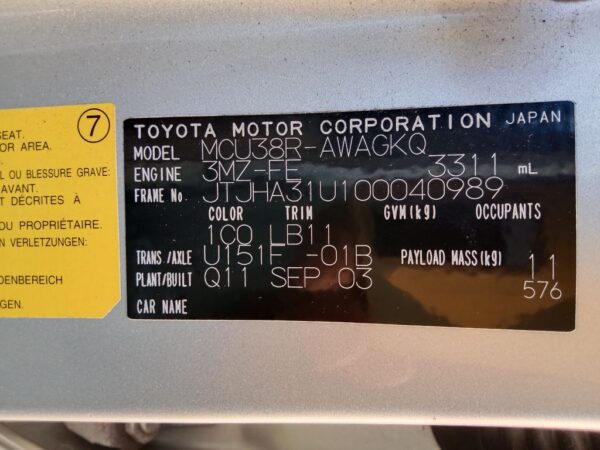 ⑦
SEAT.
OR AREA.
L OU BLESSURE GRAVE:
AVANT.
T DÉCRITES À
DU PROPRIÉTAIRE.
EN VERLETZUNGEN:
DENBEREICH
GEN.
TOYOTA MOTOR CORPORATION JAPAN
MODEL MCU38R-AWAGKQ
ENGINE 3MZ-FE 3311 mL
FRAME No. JTJHA31U100040989
COLOR TRIM GVM(kg) OCCUPANTS
1C0 LB11
TRANS/AXLE U151F -01B PAYLOAD MASS(kg) 11
PLANT/BUILT Q11 SEP 03 576
CAR NAME